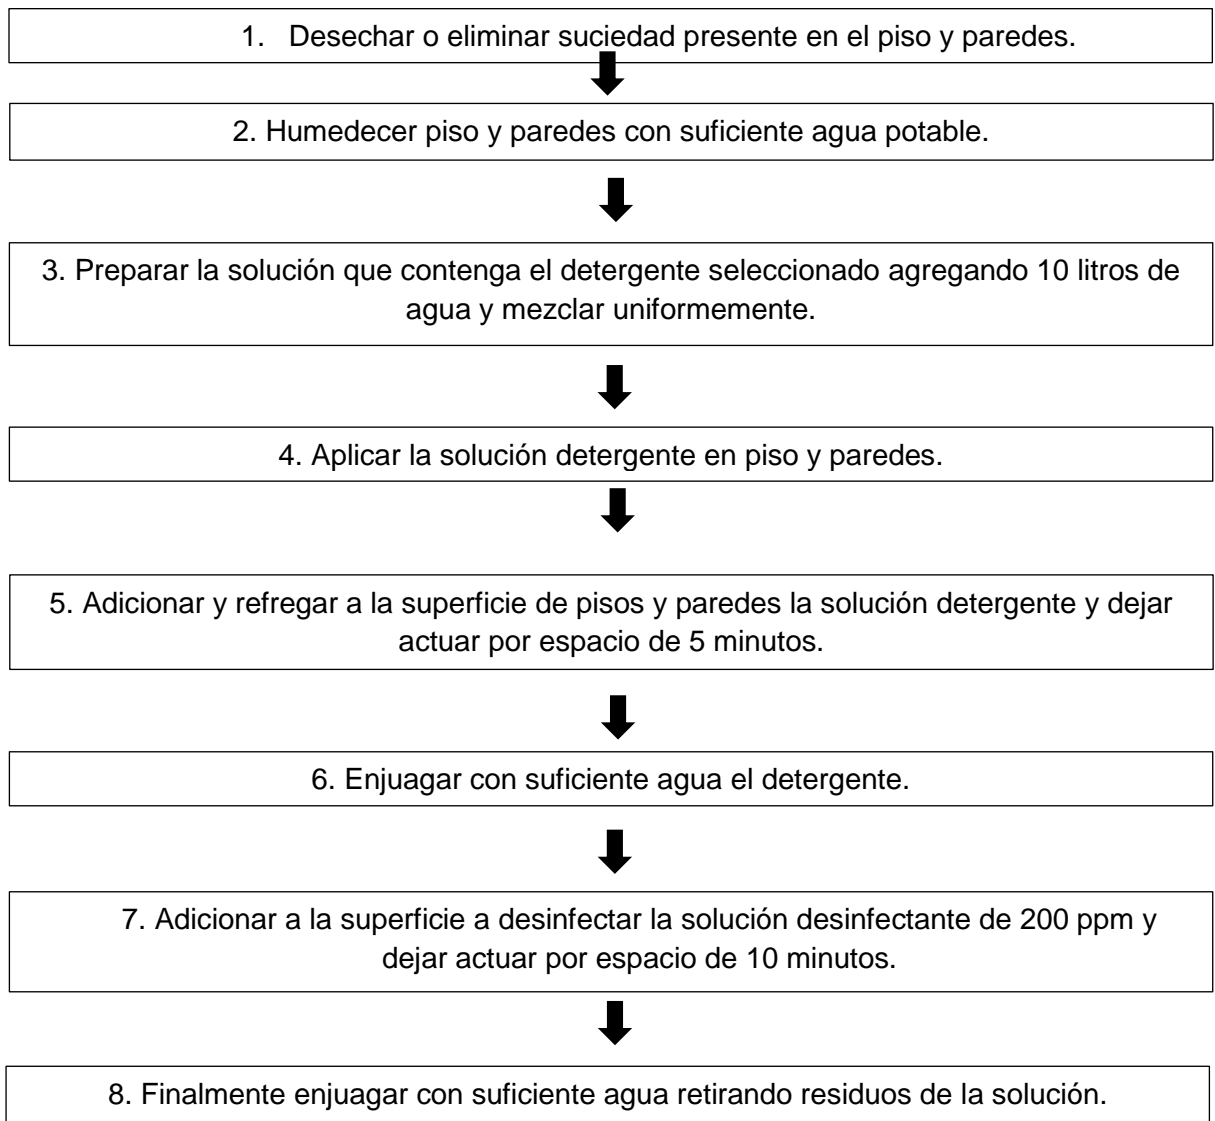 1. Desechar o eliminar suciedad presente en el piso y paredes.
2. Humedecer piso y paredes con suficiente agua potable.
3. Preparar la solución que contenga el detergente seleccionado agregando 10 litros de
agua y mezclar uniformemente.
4. Aplicar la solución detergente en piso y paredes.
5. Adicionar y refregar a la superficie de pisos y paredes la solución detergente y dejar
actuar por espacio de 5 minutos.
6. Enjuagar con suficiente agua el detergente.
7. Adicionar a la superficie a desinfectar la solución desinfectante de 200 ppm y
dejar actuar por espacio de 10 minutos.
8. Finalmente enjuagar con suficiente agua retirando residuos de la solución.